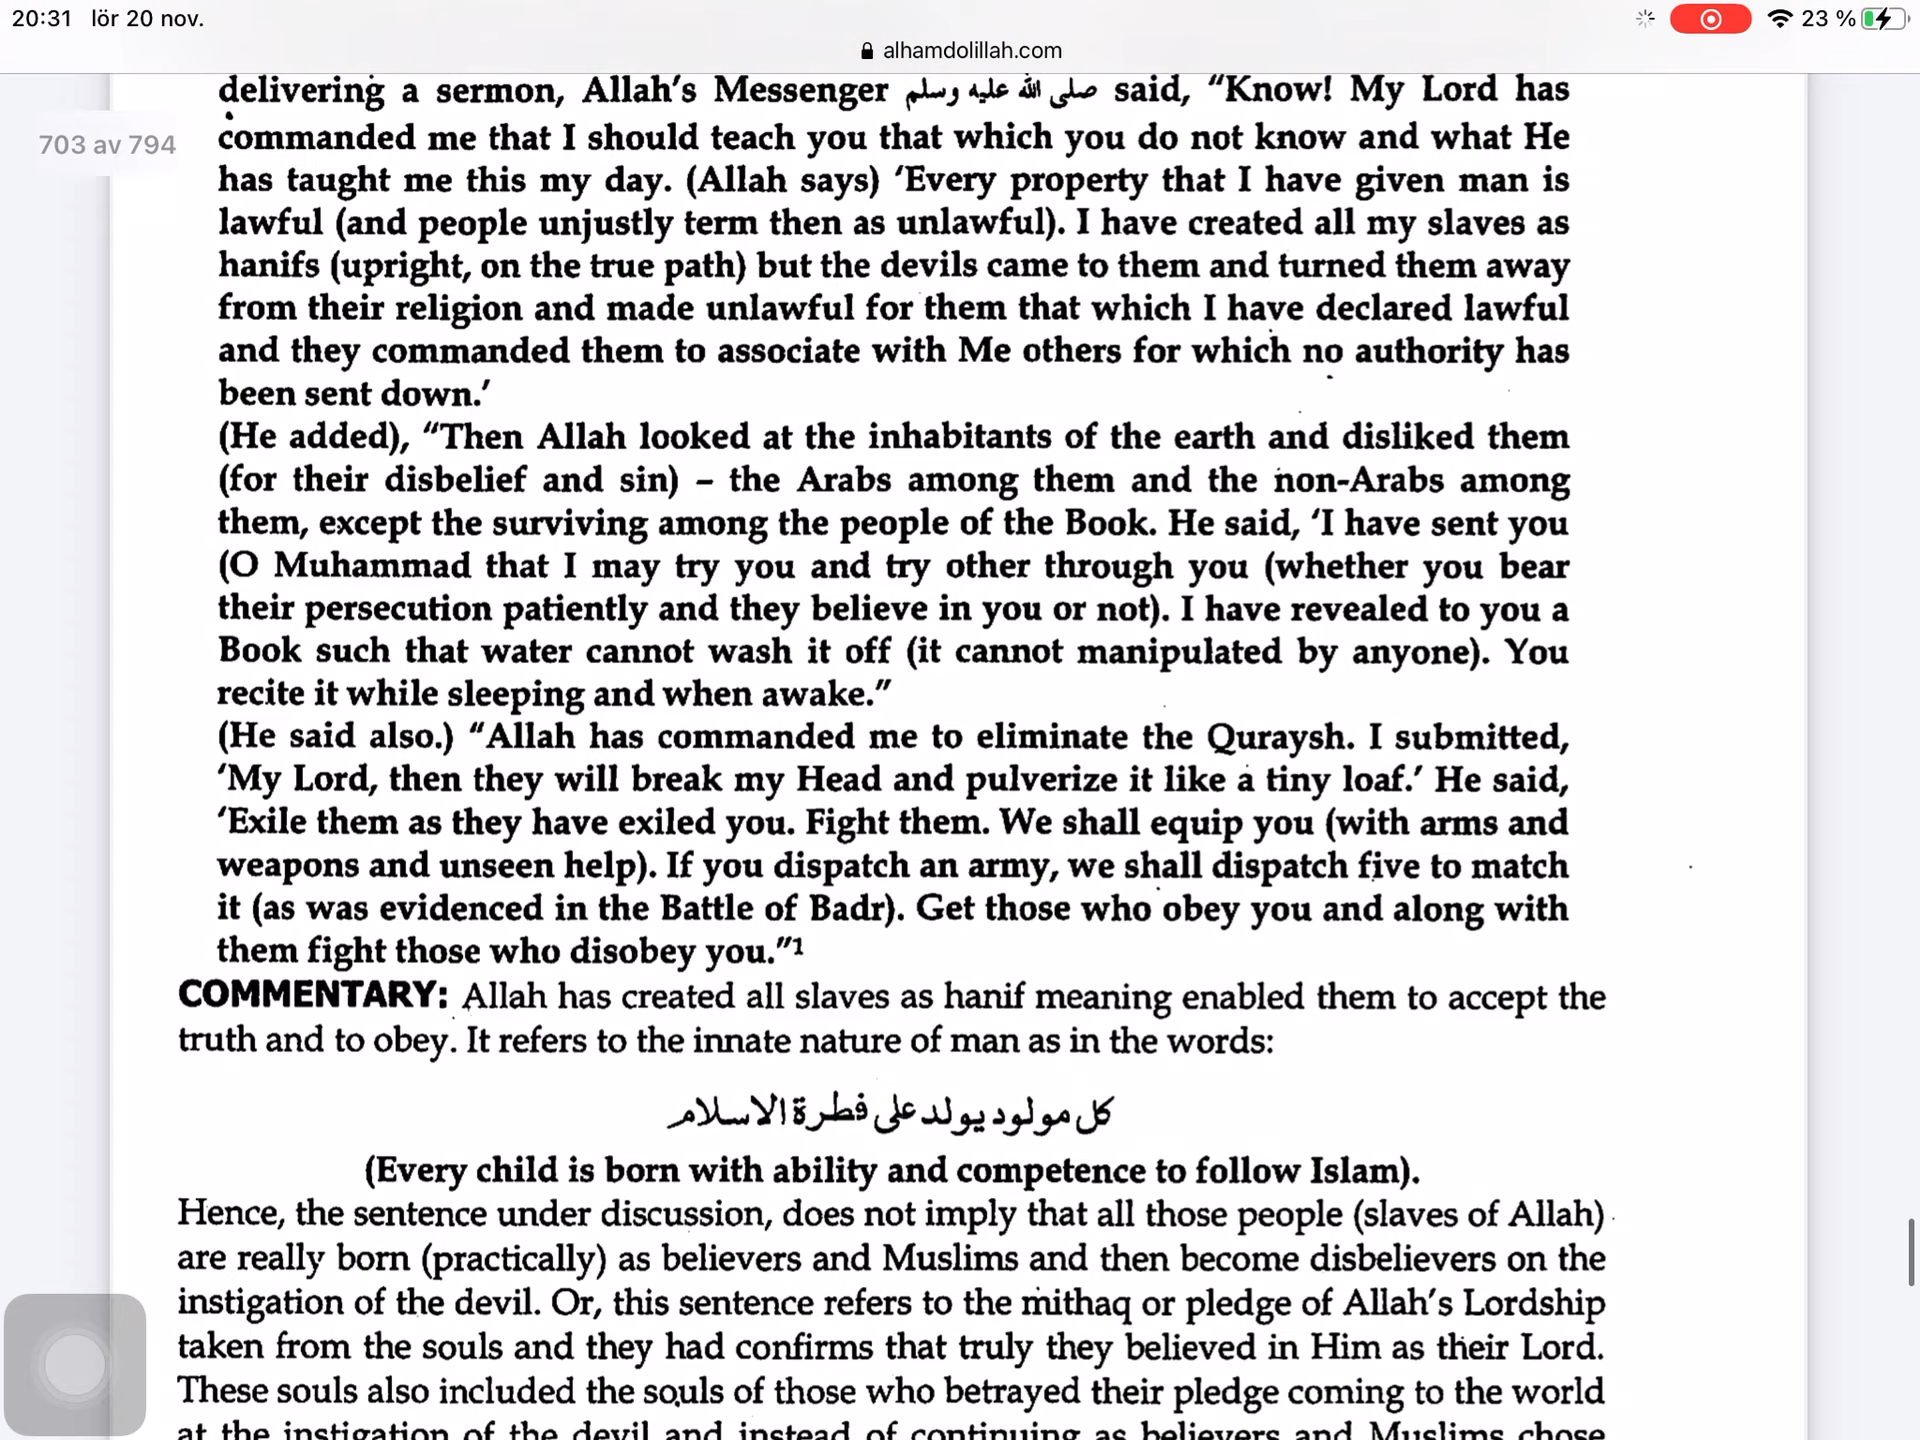 20:31 lör 20 nov.
23 %
alhamdolillah.com
703 av 794
delivering a sermon, Allah's Messenger صلى الله عليه وسلم said, "Know! My Lord has
commanded me that I should teach you that which you do not know and what He
has taught me this my day. (Allah says) 'Every property that I have given man is
lawful (and people unjustly term then as unlawful). I have created all my slaves as
hanifs (upright, on the true path) but the devils came to them and turned them away
from their religion and made unlawful for them that which I have declared lawful
and they commanded them to associate with Me others for which no authority has
been sent down.'
(He added), "Then Allah looked at the inhabitants of the earth and disliked them
(for their disbelief and sin) – the Arabs among them and the non-Arabs among
them, except the surviving among the people of the Book. He said, 'I have sent you
(O Muhammad that I may try you and try other through you (whether you bear
their persecution patiently and they believe in you or not). I have revealed to you a
Book such that water cannot wash it off (it cannot manipulated by anyone). You
recite it while sleeping and when awake."
(He said also.) "Allah has commanded me to eliminate the Quraysh. I submitted,
'My Lord, then they will break my Head and pulverize it like a tiny loaf.' He said,
'Exile them as they have exiled you. Fight them. We shall equip you (with arms and
weapons and unseen help). If you dispatch an army, we shall dispatch five to match
it (as was evidenced in the Battle of Badr). Get those who obey you and along with
them fight those who disobey you."¹
COMMENTARY: Allah has created all slaves as hanif meaning enabled them to accept the
truth and to obey. It refers to the innate nature of man as in the words:
كل مولود يولد على فطرة الاسلام
(Every child is born with ability and competence to follow Islam).
Hence, the sentence under discussion, does not imply that all those people (slaves of Allah)
are really born (practically) as believers and Muslims and then become disbelievers on the
instigation of the devil. Or, this sentence refers to the mithaq or pledge of Allah's Lordship
taken from the souls and they had confirms that truly they believed in Him as their Lord.
These souls also included the souls of those who betrayed their pledge coming to the world
at the instigation of the devil and instead of continuing as believers and Muslims chose